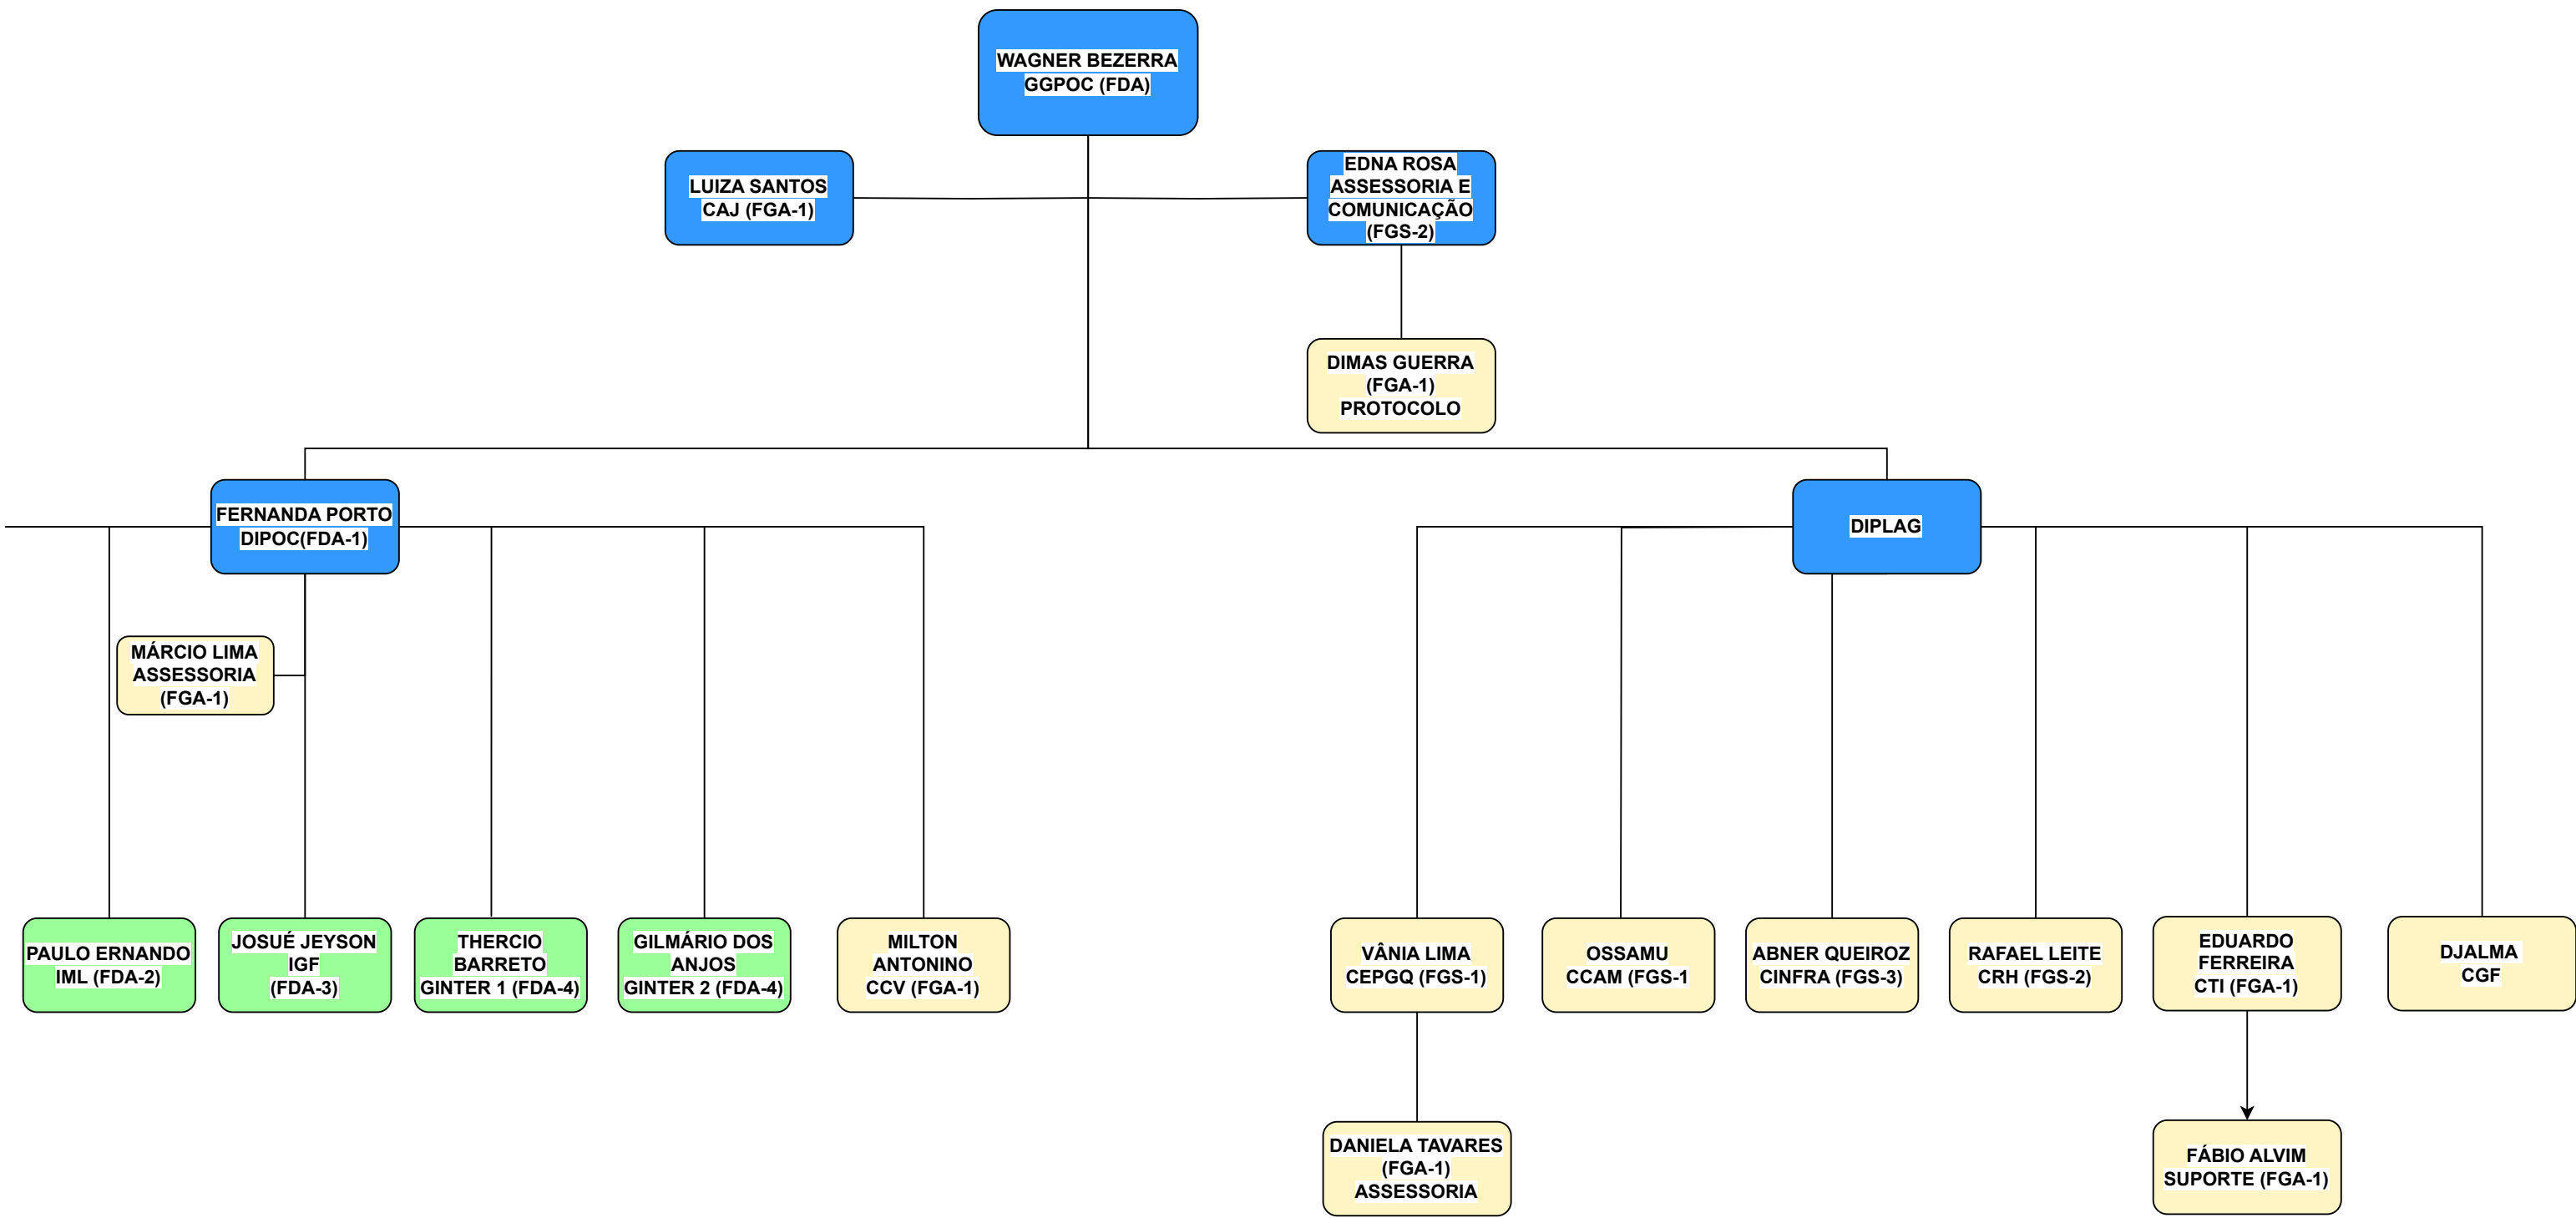 WAGNER BEZERRA
GGPOC (FDA)
LUIZA SANTOS
CAJ (FGA-1)
EDNA ROSA
ASSESSORIA E
COMUNICAÇÃO
(FGS-2)
DIMAS GUERRA
(FGA-1)
PROTOCOLO
FERNANDA PORTO
DIPOC(FDA-1)
DIPLAG
MÁRCIO LIMA
ASSESSORIA
(FGA-1)
PAULO ERNANDO
IML (FDA-2)
JOSUÉ JEYSON
IGF
(FDA-3)
THERCIO
BARRETO
GINTER 1 (FDA-4)
GILMÁRIO DOS
ANJOS
GINTER 2 (FDA-4)
MILTON
ANTONINO
CCV (FGA-1)
VÂNIA LIMA
CEPGQ (FGS-1)
OSSAMU
CCAM (FGS-1
ABNER QUEIROZ
CINFRA (FGS-3)
RAFAEL LEITE
CRH (FGS-2)
EDUARDO
FERREIRA
CTI (FGA-1)
DJALMA
CGF
DANIELA TAVARES
(FGA-1)
ASSESSORIA
FÁBIO ALVIM
SUPORTE (FGA-1)